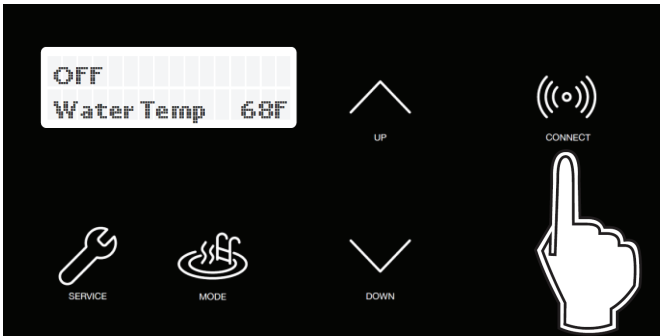 OFF
Water Temp 68F
UP
CONNECT
SERVICE
MODE
DOWN